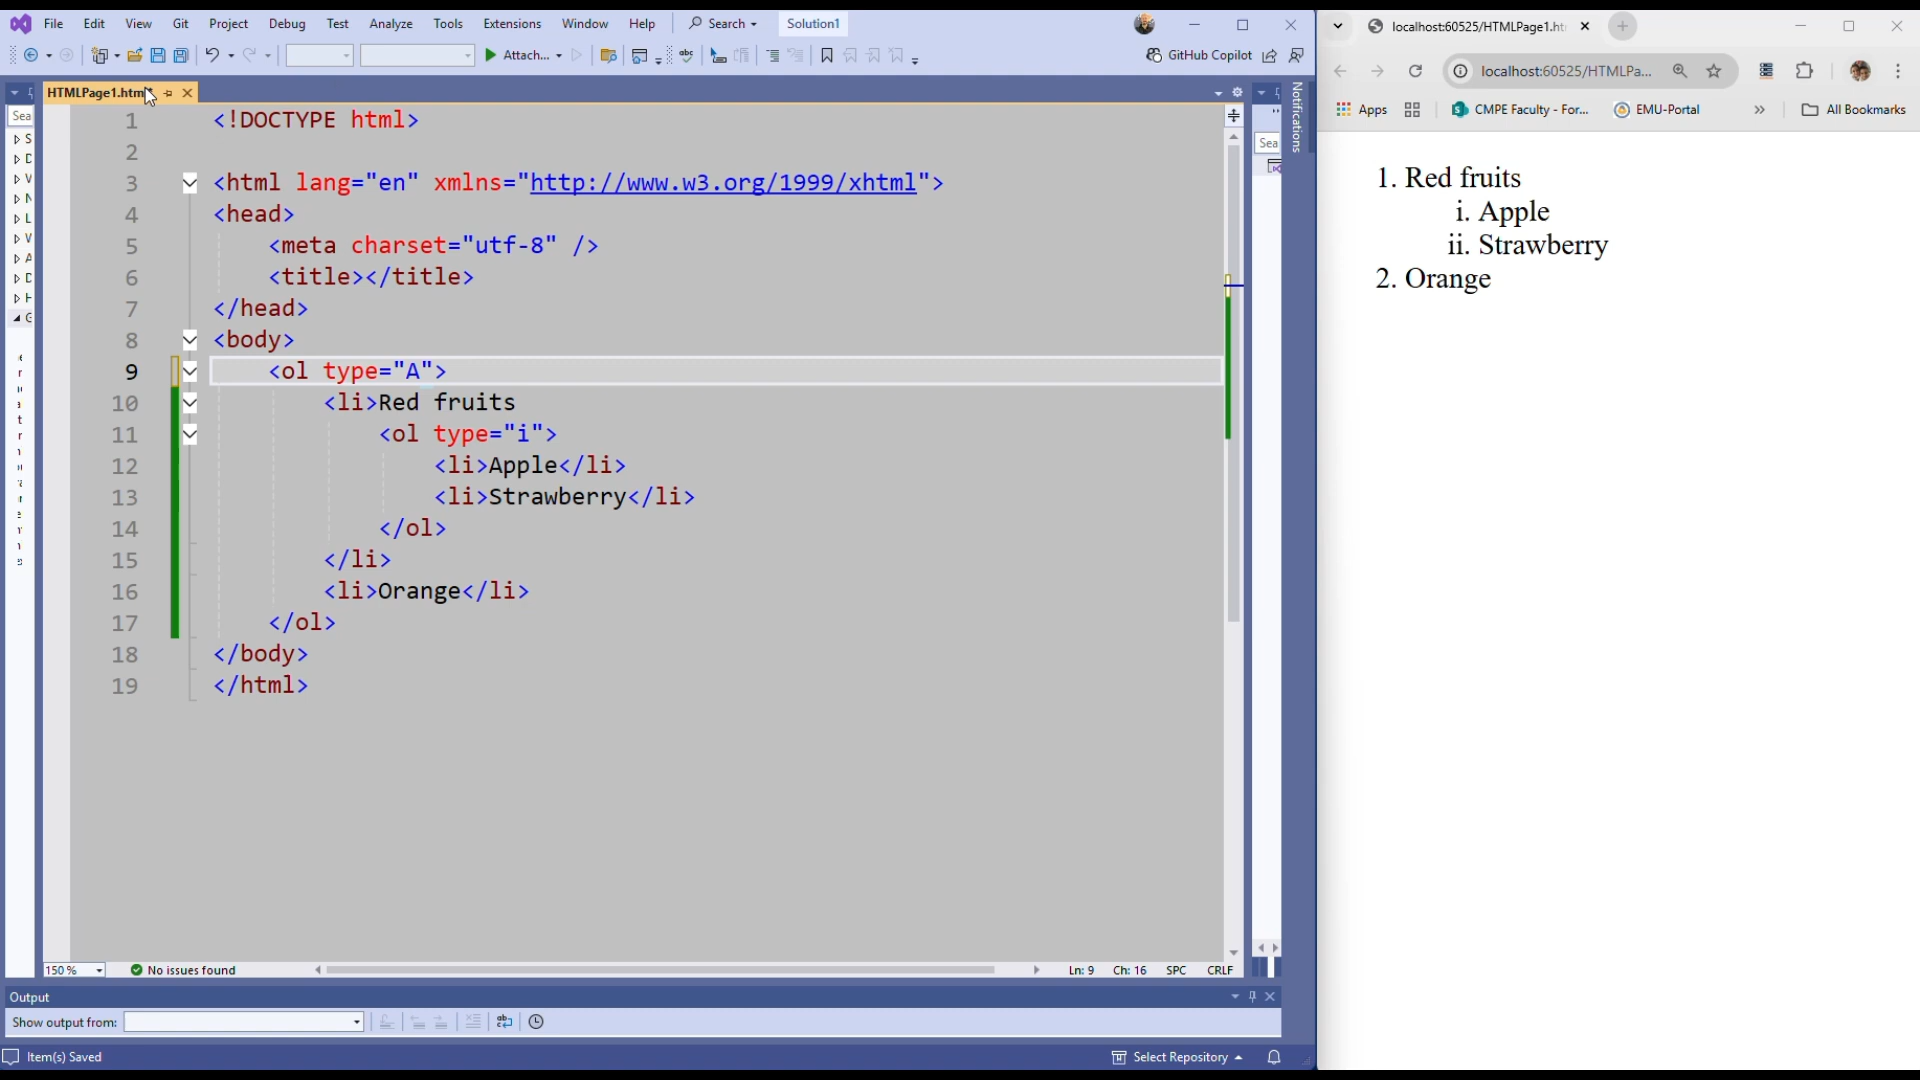 File Edit View Git Project Debug Test Analyze Tools Extensions Window Help Search Solution1
Attach... GitHub Copilot
HTMLPage1.html*
Sea
1 <!DOCTYPE html>
2
3 <html lang="en" xmlns="http://www.w3.org/1999/xhtml">
4 <head>
5 <meta charset="utf-8" />
6 <title></title>
7 </head>
8 <body>
9 <ol type="A">
10 <li>Red fruits
11 <ol type="i">
12 <li>Apple</li>
13 <li>Strawberry</li>
14 </ol>
15 </li>
16 <li>Orange</li>
17 </ol>
18 </body>
19 </html>
150 % No issues found Ln: 9 Ch: 16 SPC CRLF
Output
Show output from:
Item(s) Saved Select Repository
Sea
Notifications
localhost:60525/HTMLPage1.ht
localhost:60525/HTMLPa...
Apps CMPE Faculty - For... EMU-Portal » All Bookmarks
1. Red fruits
i. Apple
ii. Strawberry
2. Orange